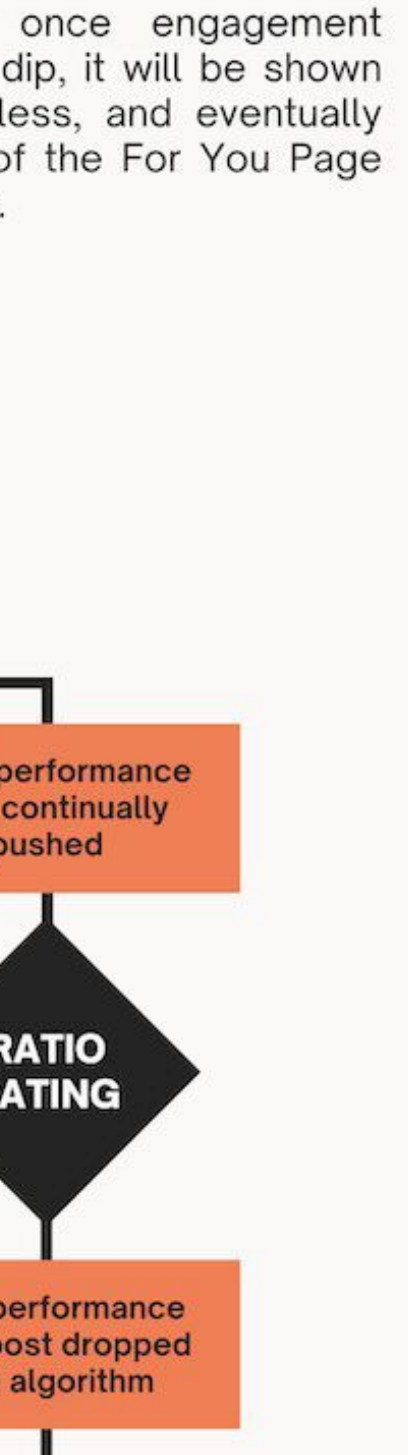 once engagement
dip, it will be shown
less, and eventually
of the For You Page
performance
continually
pushed
RATIO
ATING
performance
post dropped
algorithm